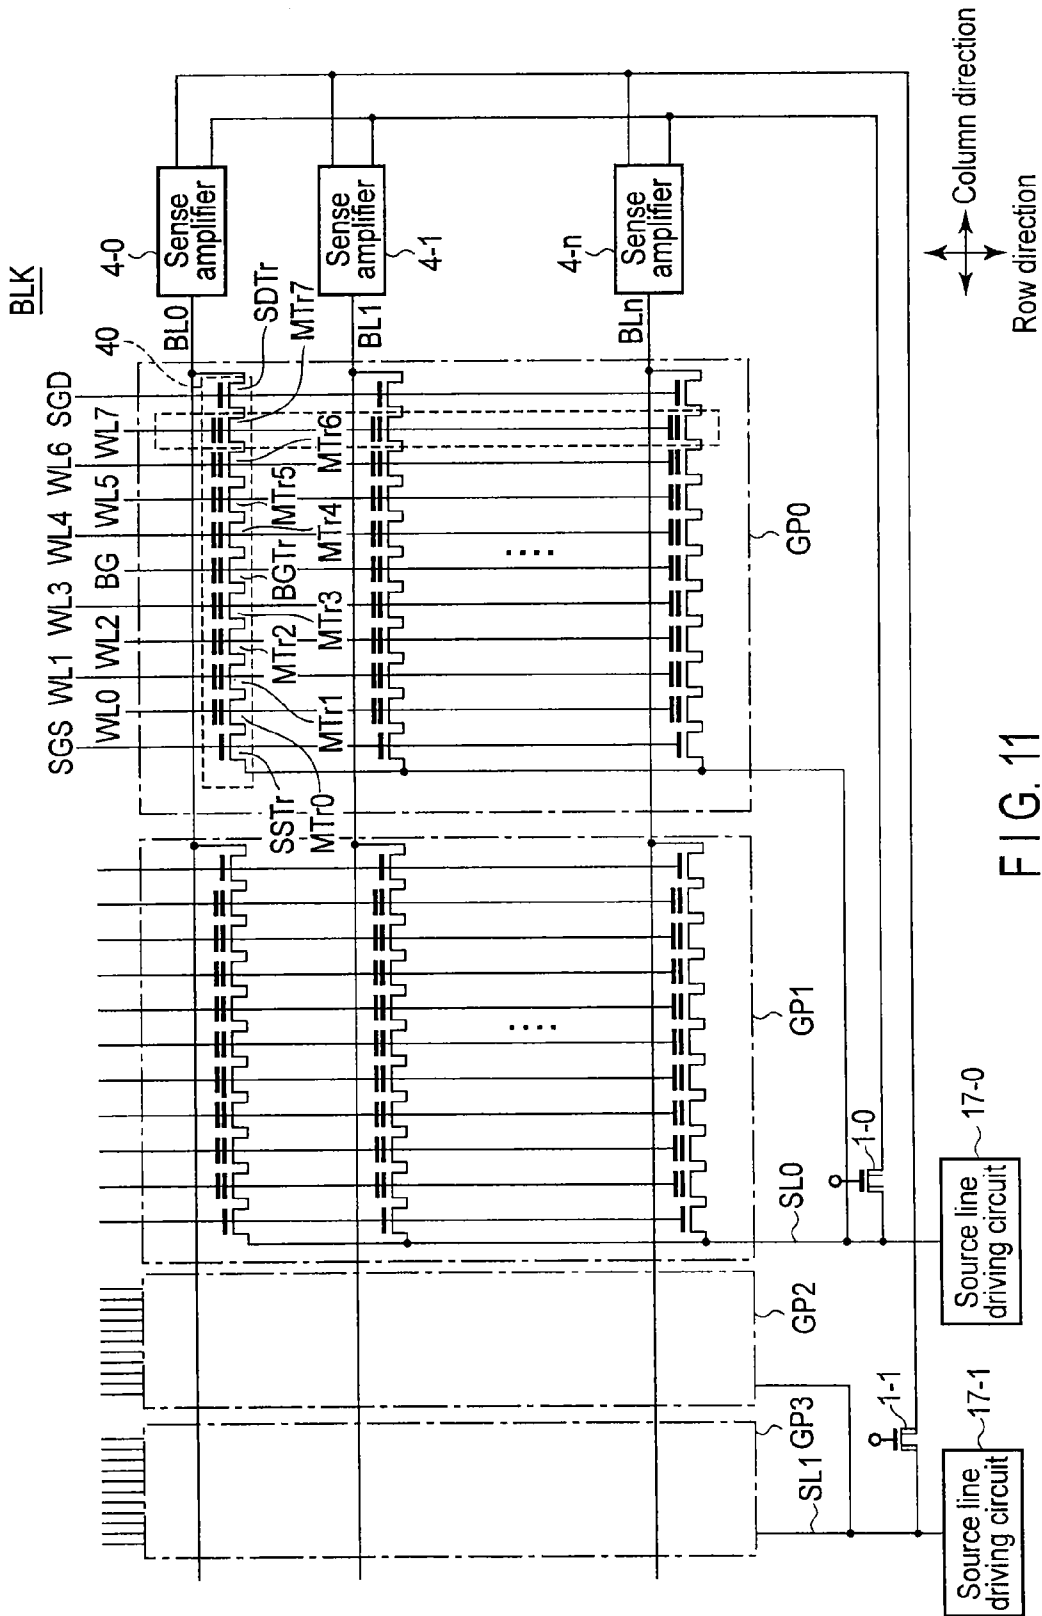 BLK
SGS WL1 WL3 WL4 WL6 SGD
WL0 WL2 BG WL5 WL7
40
BL0
4-0
Sense
amplifier
SDTr
MTr7
MTr6
MTr5
MTr4
BGTr
MTr3
MTr2
MTr1
MTr0
SSTr
BL1
Sense
amplifier
4-1
BLn
4-n
Sense
amplifier
....
....
GP0
GP1
GP2
GP3
SL0
SL1
1-0
1-1
17-0
Source line
driving circuit
17-1
Source line
driving circuit
Column direction
Row direction
FIG. 11